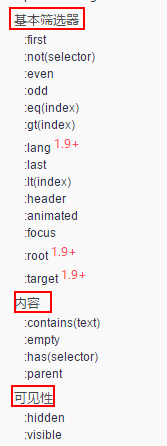 基本筛选器
:first
:not(selector)
:even
:odd
:eq(index)
:gt(index)
:lang 1.9+
:last
:lt(index)
:header
:animated
:focus
:root 1.9+
:target 1.9+
内容
:contains(text)
:empty
:has(selector)
:parent
可见性
:hidden
:visible